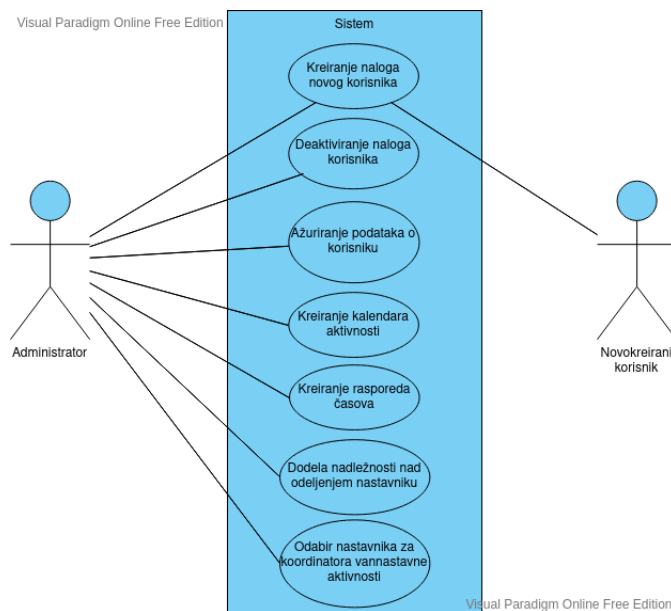 Visual Paradigm Online Free Edition
Sistem
Kreiranje naloga
novog korisnika
Deaktiviranje naloga
korisnika
Ažuriranje podataka o
korisniku
Kreiranje kalendara
aktivnosti
Administrator
Novokreirani
korisnik
Kreiranje rasporeda
časova
Dodela nadležnosti nad
odeljenjem nastavniku
Odabir nastavnika za
koordinatora vannastavne
aktivnosti
Visual Paradigm Online Free Edition